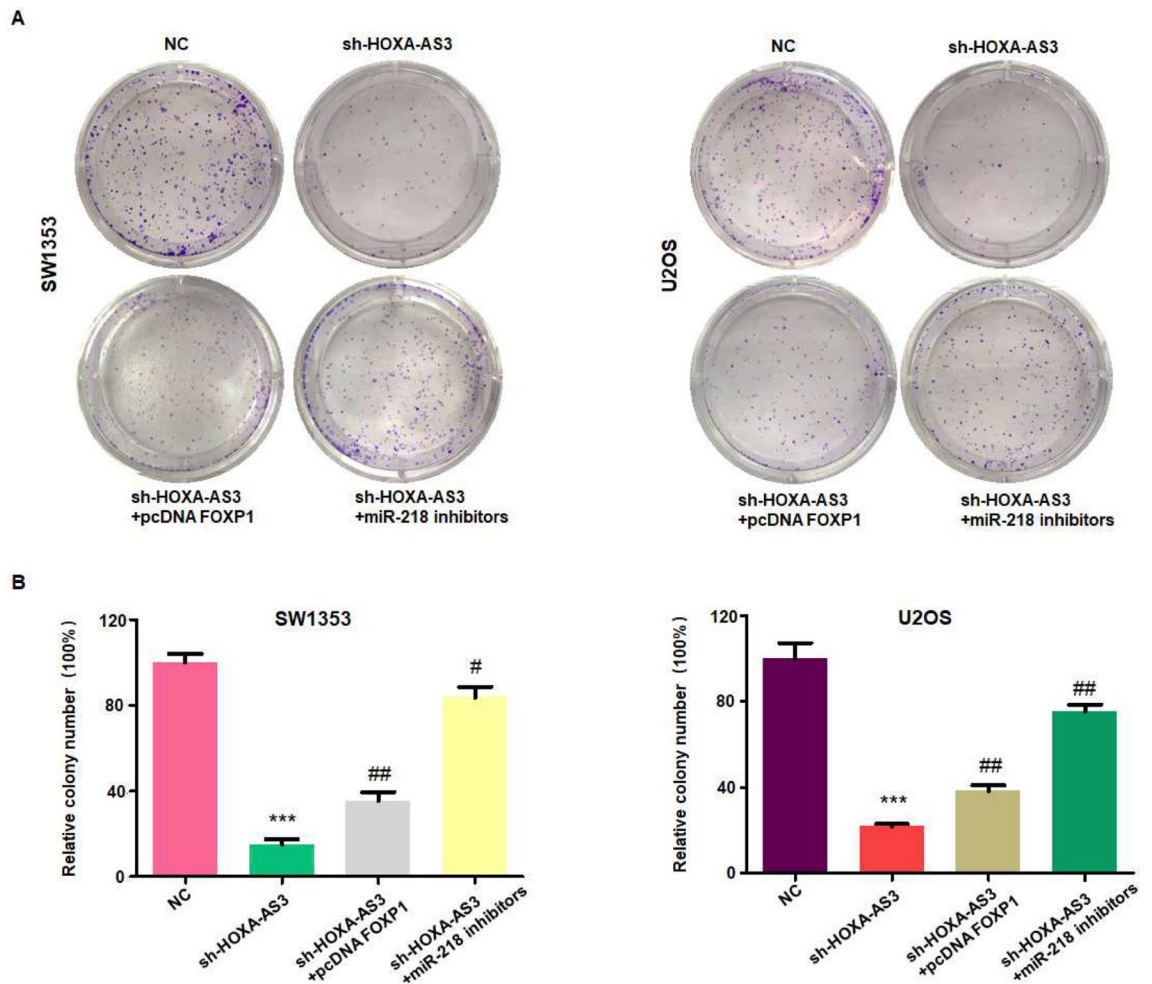 A
NC
sh-HOXA-AS3
NC
sh-HOXA-AS3
SW1353
U2OS
sh-HOXA-AS3
+pcDNA FOXP1
sh-HOXA-AS3
+miR-218 inhibitors
sh-HOXA-AS3
+pcDNA FOXP1
sh-HOXA-AS3
+miR-218 inhibitors
B
SW1353
Relative colony number (100%)
120
80
40
0
***
##
#
NC
sh-HOXA-AS3
sh-HOXA-AS3
+pcDNA FOXP1
sh-HOXA-AS3
+miR-218 inhibitors
U2OS
Relative colony number (100%)
120
80
40
0
***
##
##
NC
sh-HOXA-AS3
sh-HOXA-AS3
+pcDNA FOXP1
sh-HOXA-AS3
+miR-218 inhibitors